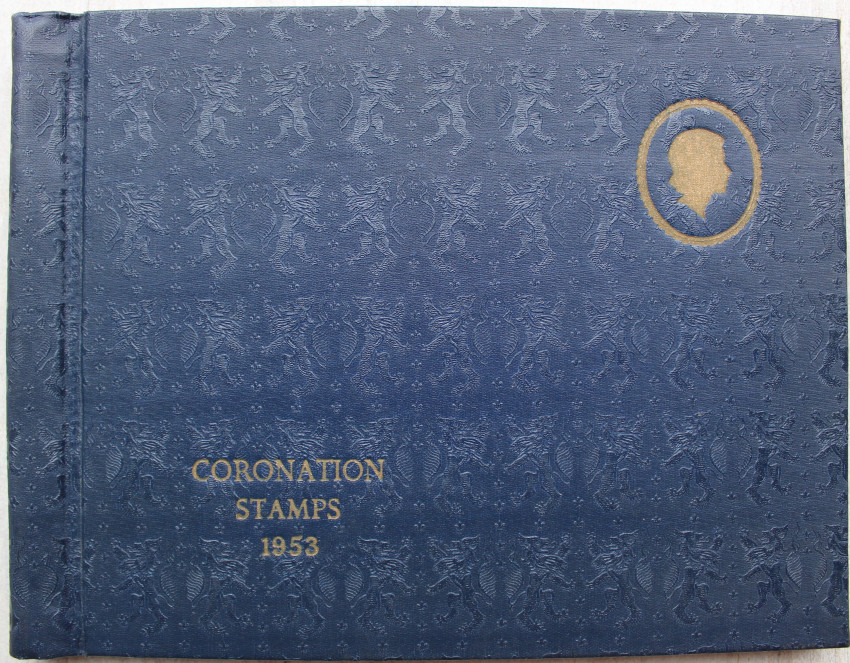 CORONATION
STAMPS
1953